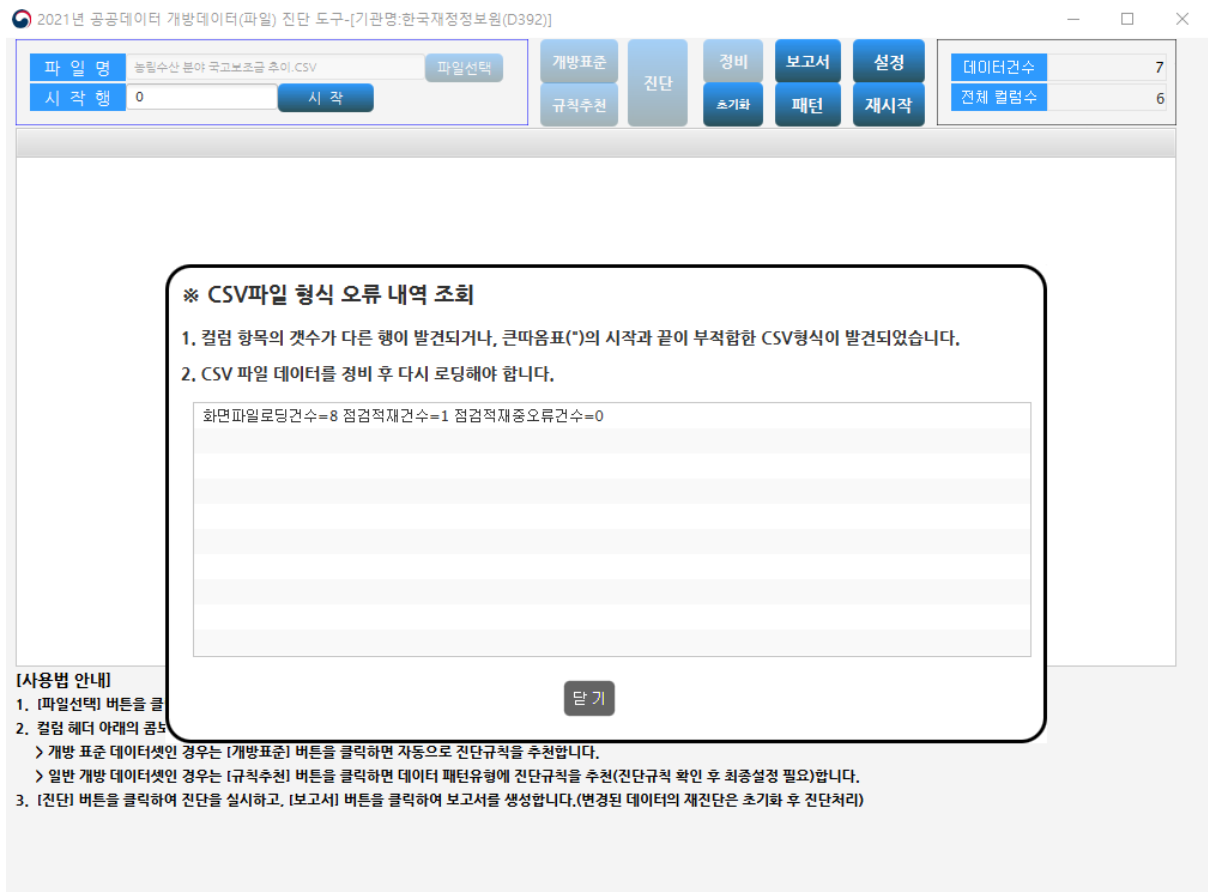 2021년 공공데이터 개방데이터(파일) 진단 도구-[기관명:한국재정정보원(D392)]
파 일 명 농림수산 분야 국고보조금 추이.CSV 파일선택
시 작 행 0 시 작
개방표준
규칙추천
진단
정비
초기화
보고서
패턴
설정
재시작
데이터건수 7
전체 컬럼수 6
※ CSV파일 형식 오류 내역 조회
1. 컬럼 항목의 갯수가 다른 행이 발견되거나, 큰따옴표(")의 시작과 끝이 부적합한 CSV형식이 발견되었습니다.
2. CSV 파일 데이터를 정비 후 다시 로딩해야 합니다.
화면파일로딩건수=8 점검적재건수=1 점검적재중오류건수=0
닫 기
[사용법 안내]
1. [파일선택] 버튼을 클
2. 컬럼 헤더 아래의
> 개방 표준 데이터셋인 경우는 [개방표준] 버튼을 클릭하면 자동으로 진단규칙을 추천합니다.
> 일반 개방 데이터셋인 경우는 [규칙추천] 버튼을 클릭하면 데이터 패턴유형에 진단규칙을 추천(진단규칙 확인 후 최종설정 필요)합니다.
3. [진단] 버튼을 클릭하여 진단을 실시하고, [보고서] 버튼을 클릭하여 보고서를 생성합니다.(변경된 데이터의 재진단은 초기화 후 진단처리)